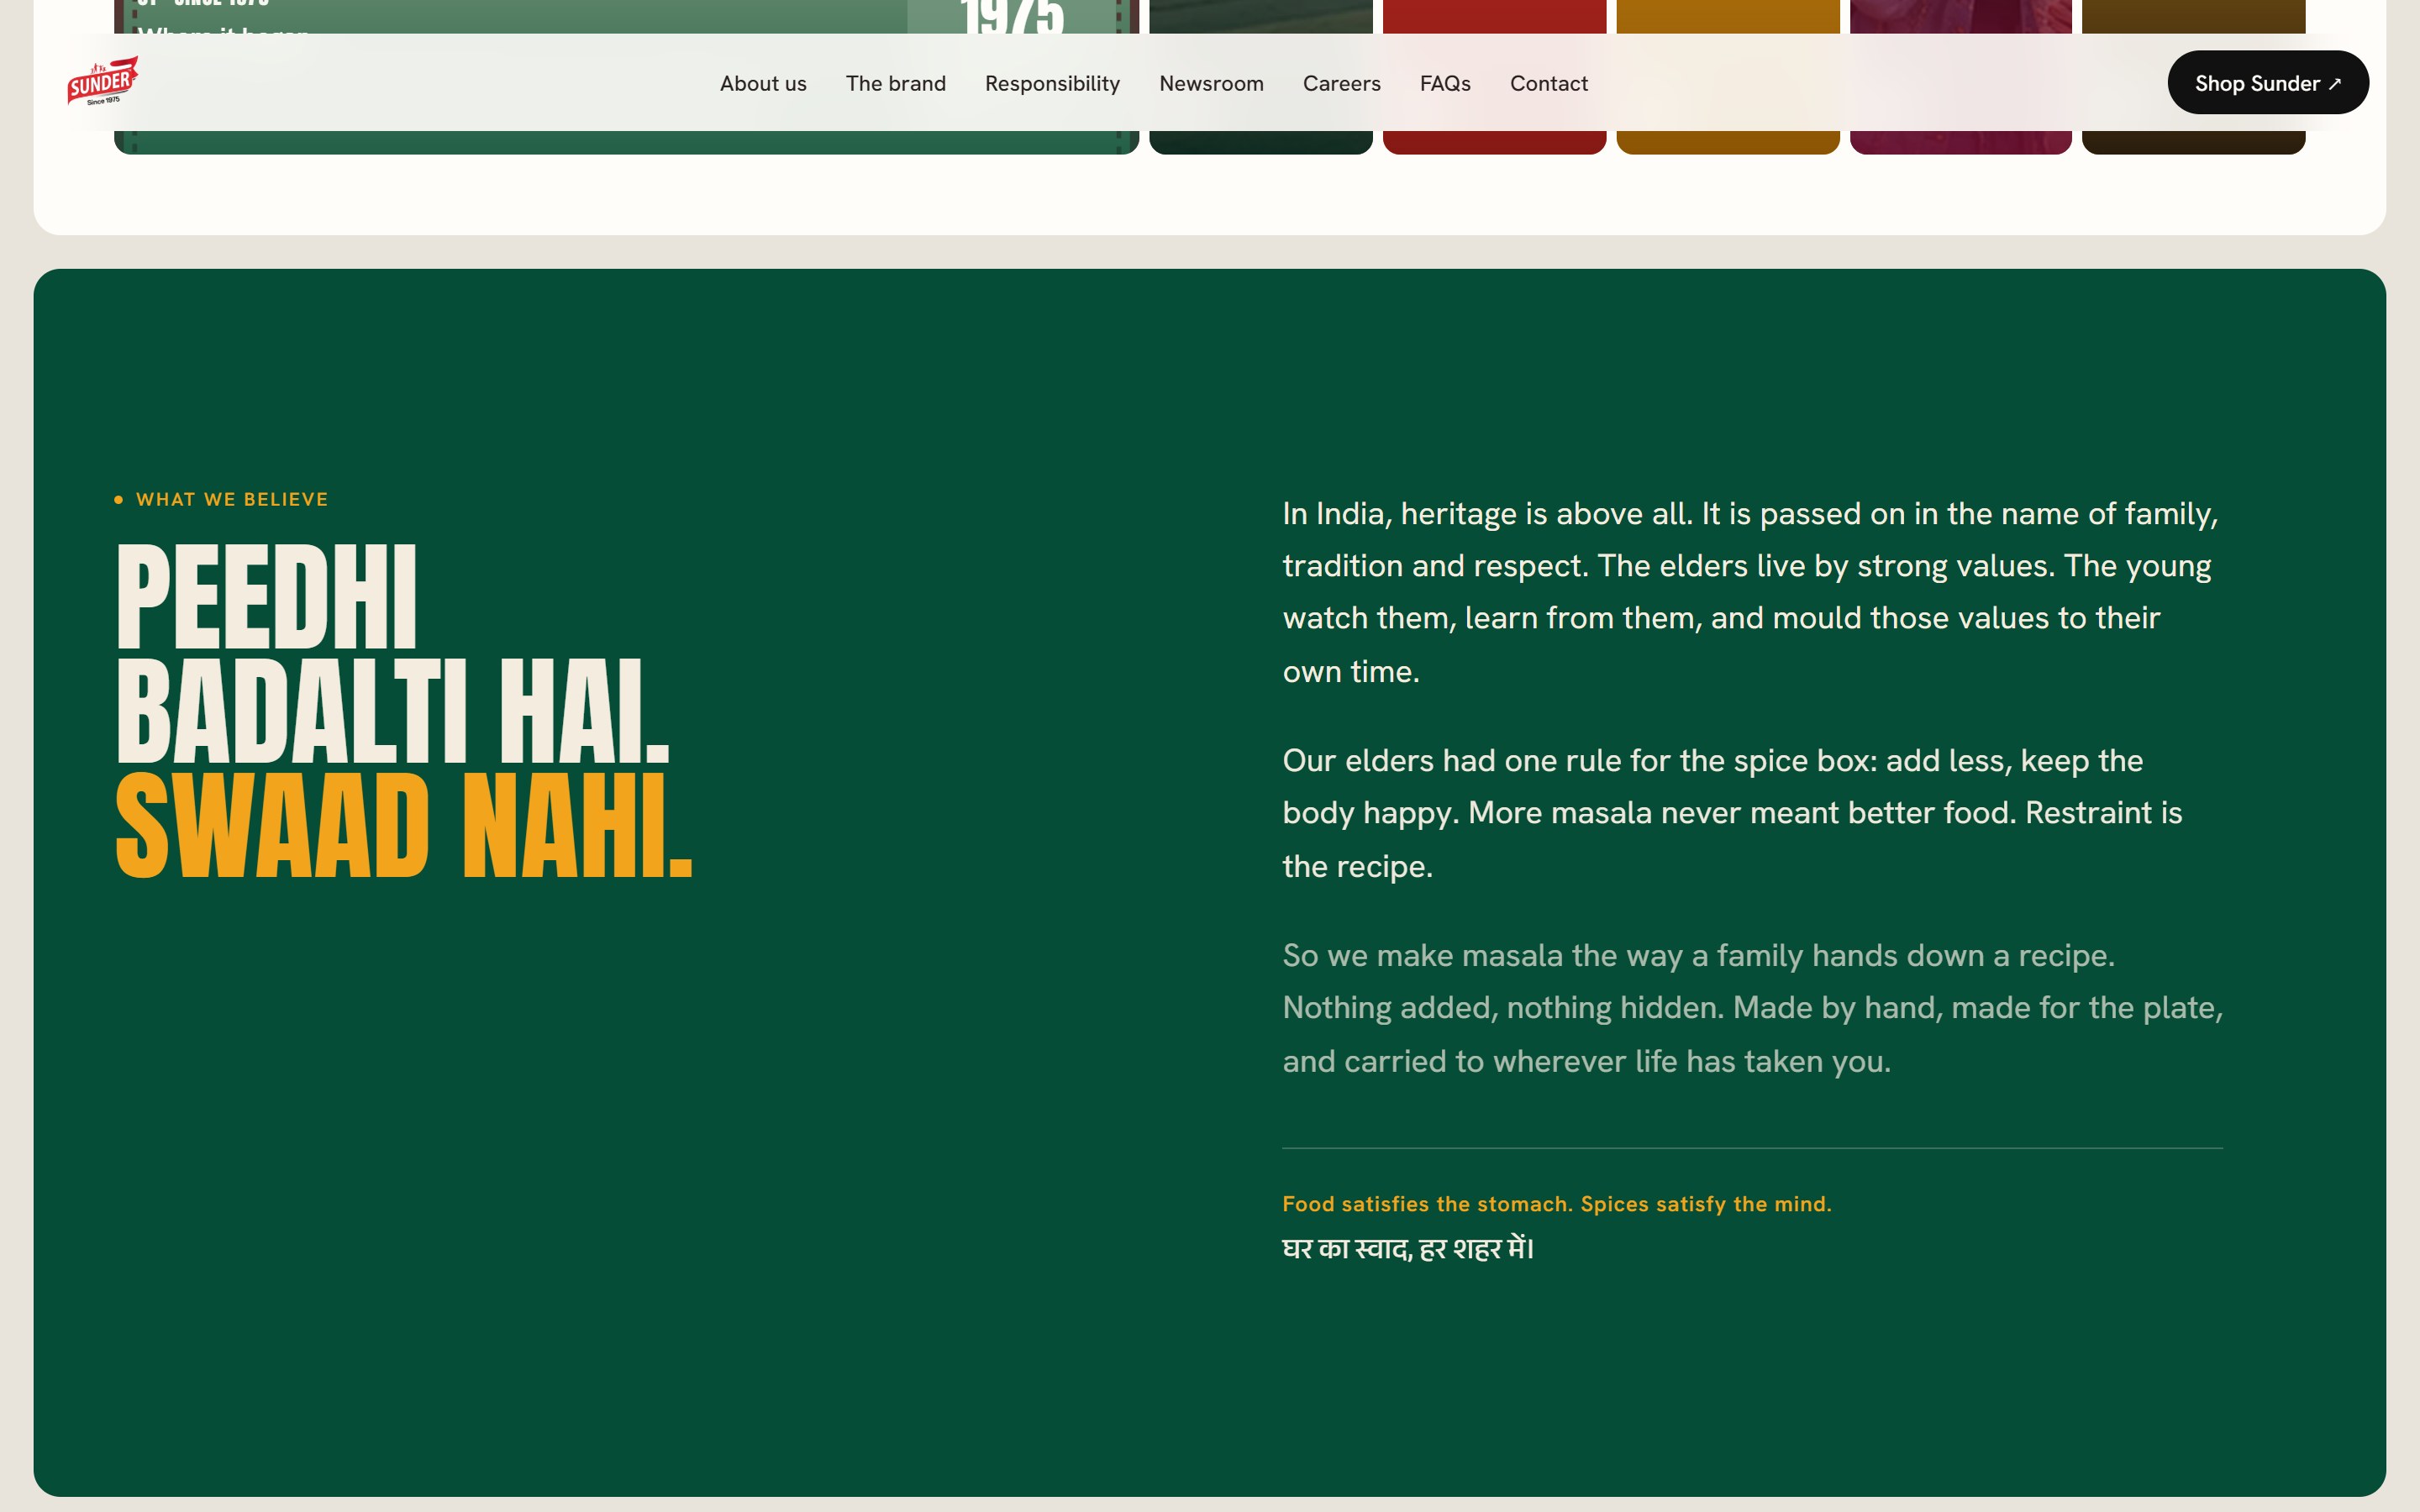 1975
SUNDER
Since 1975
About us
The brand
Responsibility
Newsroom
Careers
FAQs
Contact
Shop Sunder ↗
• WHAT WE BELIEVE
PEEDHI
BADALTI HAI.
SWAAD NAHI.
In India, heritage is above all. It is passed on in the name of family,
tradition and respect. The elders live by strong values. The young
watch them, learn from them, and mould those values to their
own time.
Our elders had one rule for the spice box: add less, keep the
body happy. More masala never meant better food. Restraint is
the recipe.
So we make masala the way a family hands down a recipe.
Nothing added, nothing hidden. Made by hand, made for the plate,
and carried to wherever life has taken you.
Food satisfies the stomach. Spices satisfy the mind.
घर का स्वाद, हर शहर में।